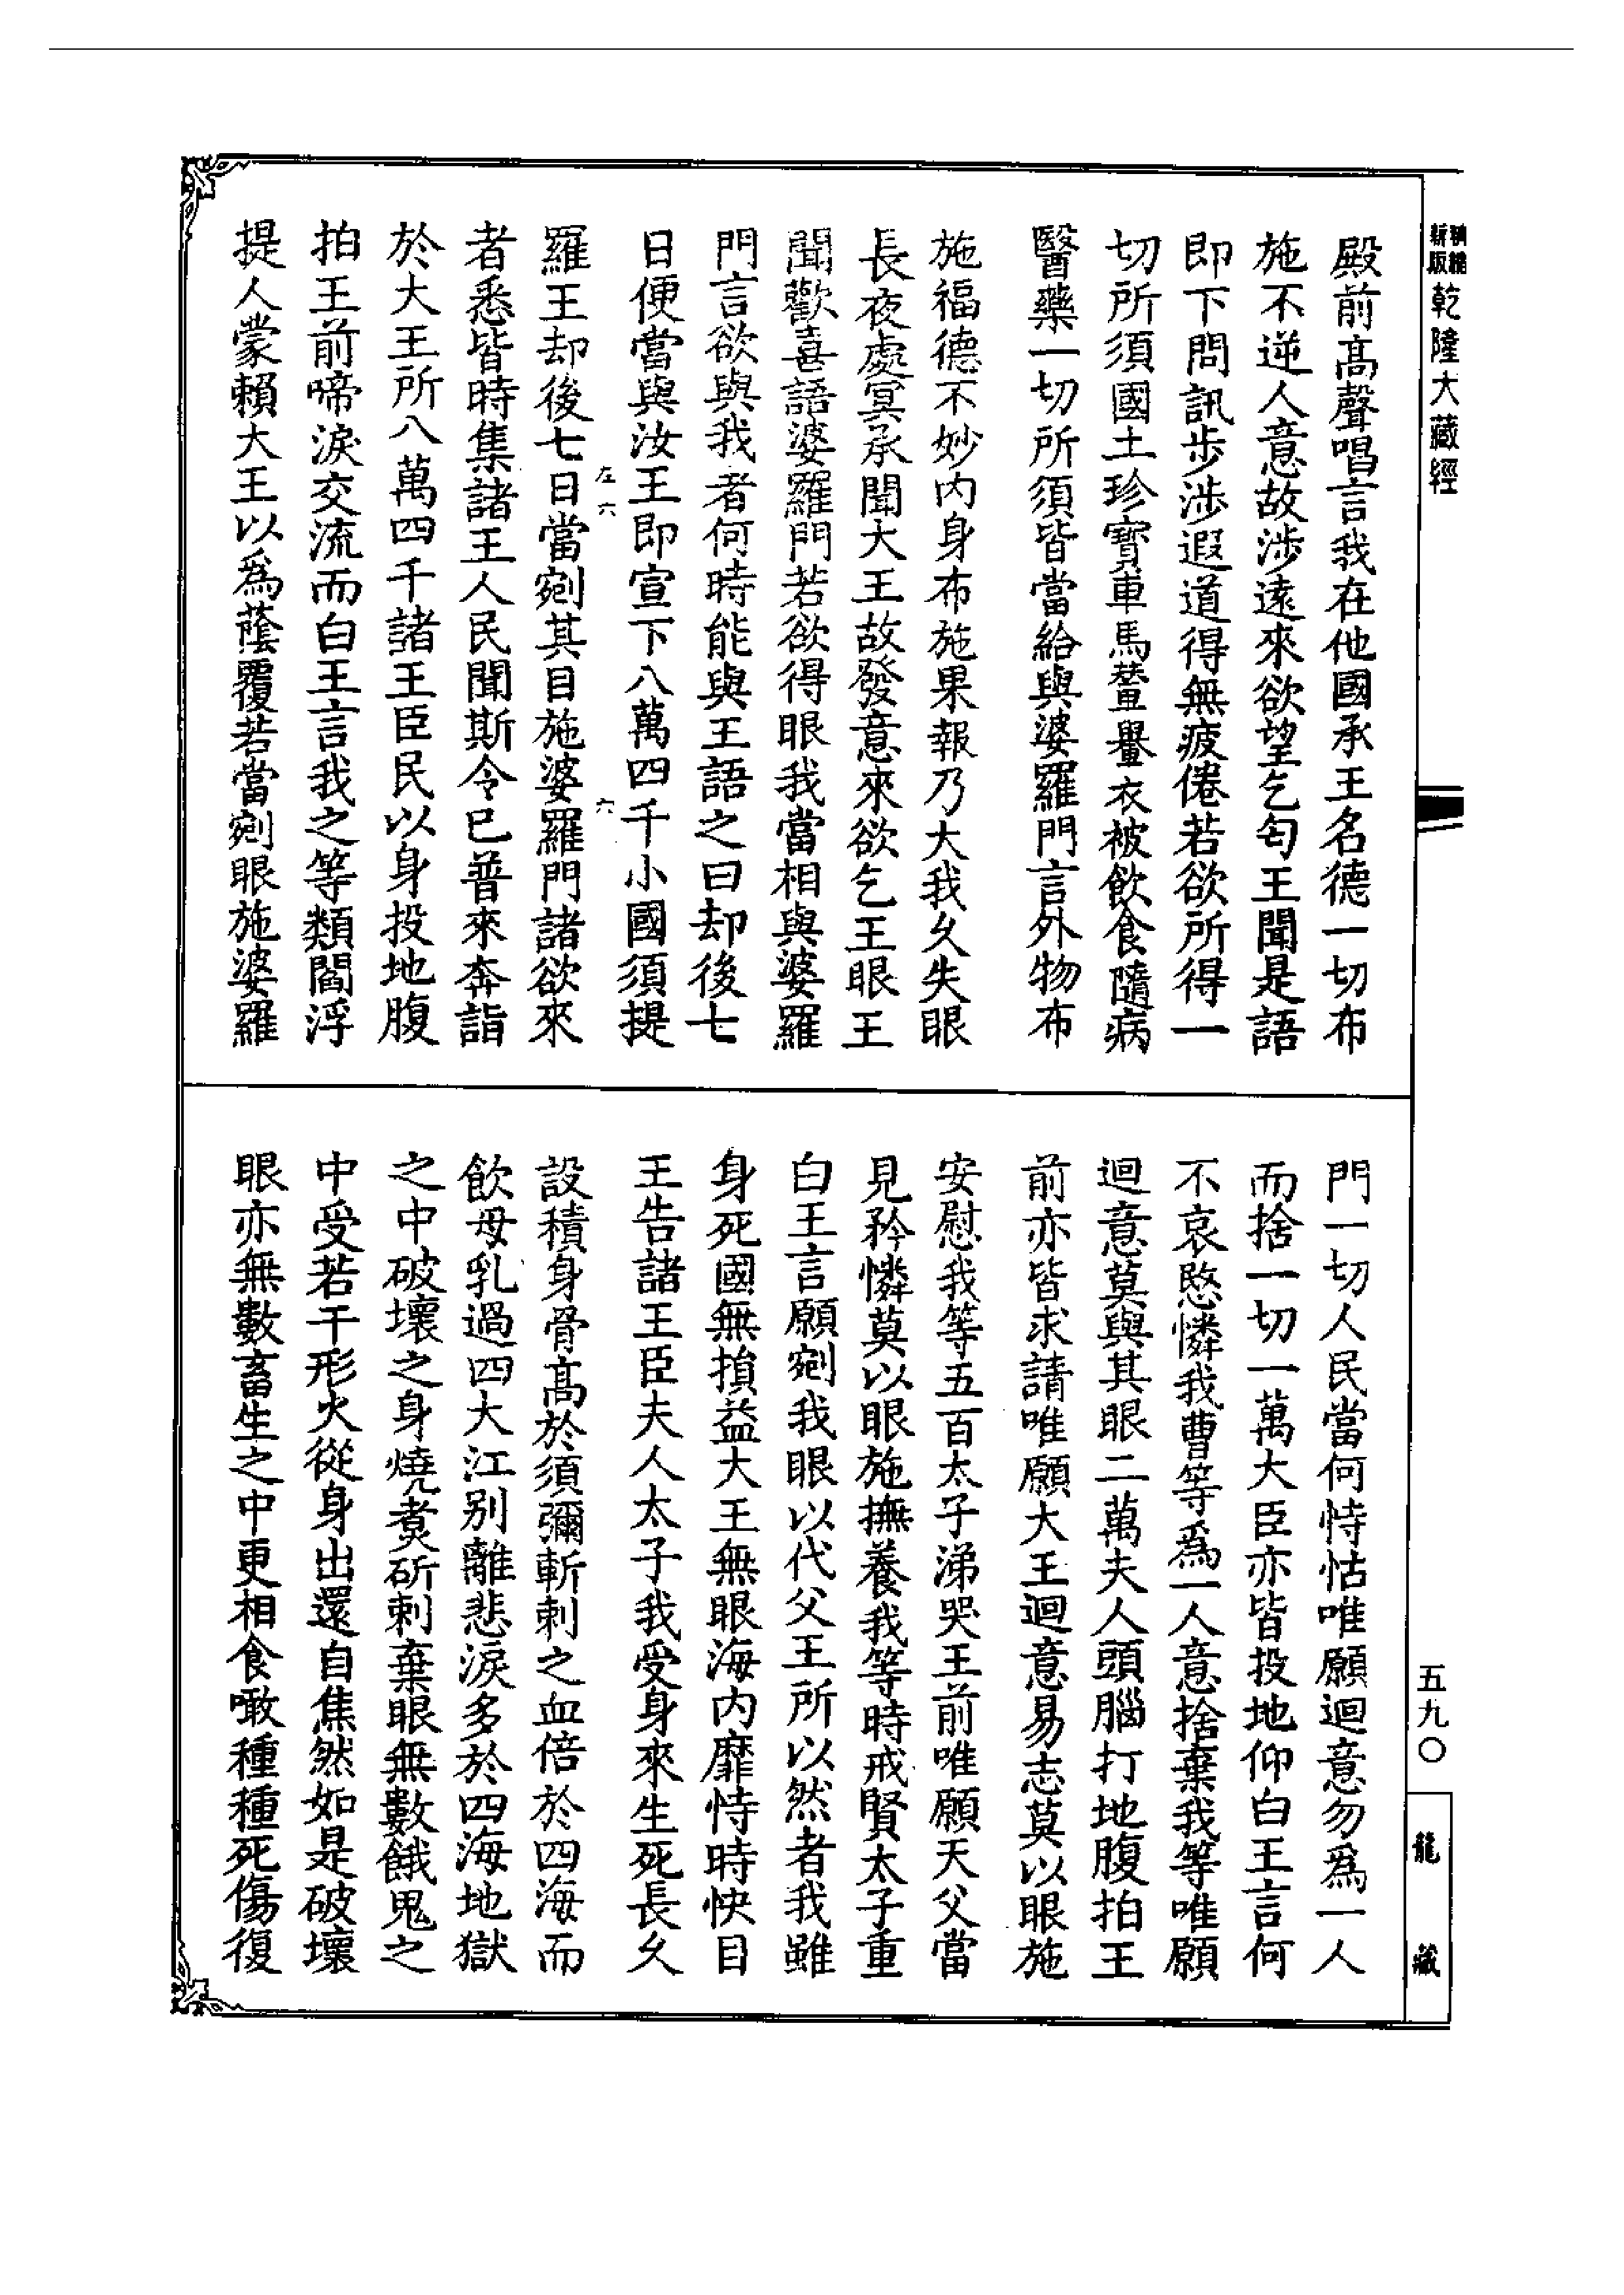 新版 乾隆大藏經
殿前高聲唱言我在他國承王名德一切布
施不逆人意故涉遠來欲望乞匄王聞是語
即下問訊步涉遐道得無疲倦若欲所得一
切所須國土珍寶車馬輦轝衣被飲食隨病
醫藥一切所須皆當給與婆羅門言外物布
施福德不妙内身布施果報乃大我久失眼
長夜處冥承聞大王故發意來欲乞王眼王
聞歡喜語婆羅門若欲得眼我當相與婆羅
門言欲與我者何時能與王語之曰却後七
日便當與汝王即宣下八萬四千小國須提
左六 六
羅王却後七日當剜其目施婆羅門諸欲來
者悉皆時集諸王人民聞斯令已普來奔詣
於大王所八萬四千諸王臣民以身投地腹
拍王前啼淚交流而白王言我之等類閻浮
提人蒙賴大王以為蔭覆若當剜眼施婆羅
門一切人民當何恃怙唯願迴意勿為一人
而捨一切一萬大臣亦皆投地仰白王言何
不哀愍憐我曹等為一人意捨棄我等唯願
迴意莫與其眼二萬夫人頭腦打地腹拍王
前亦皆求請唯願大王迴意易志莫以眼施
安慰我等五百太子涕哭王前唯願天父當
見矜憐莫以眼施撫養我等時戒賢太子重
白王言願剜我眼以代父王所以然者我雖
身死國無損益大王無眼海内靡恃時快目
王告諸王臣夫人太子我受身來生死長久
設積身骨高於須彌斬刺之血倍於四海而
飲母乳過四大江别離悲淚多於四海地獄
之中破壞之身燒煑斫刺棄眼無數餓鬼之
中受若干形火從身出還自焦然如是破壞
眼亦無數畜生之中更相食噉種種死傷復
五九〇
龍藏